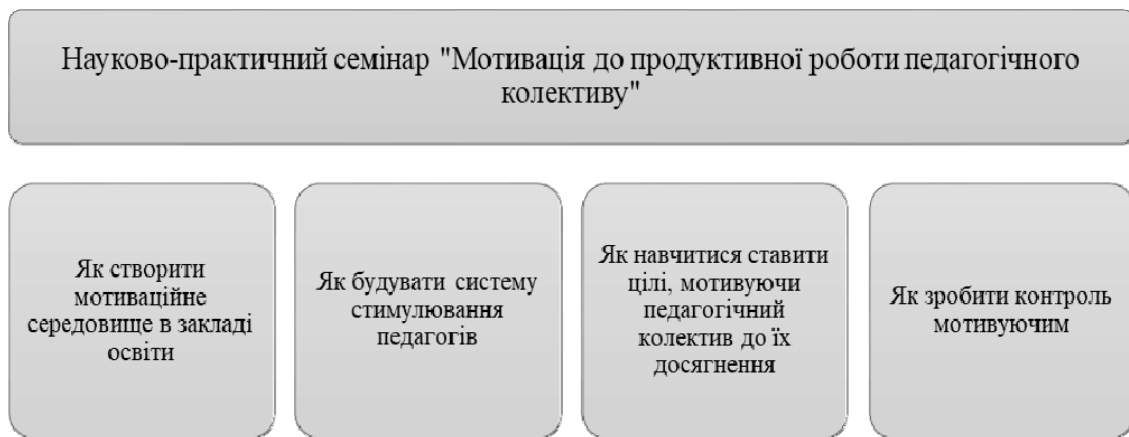 Науково-практичний семінар "Мотивація до продуктивної роботи педагогічного
колективу"
Як створити
мотиваційне
середовище в закладі
освіти
Як будувати систему
стимулювання
педагогів
Як навчитися ставити
цілі, мотивуючи
педагогічний
колектив до їх
досягнення
Як зробити контроль
мотивуючим